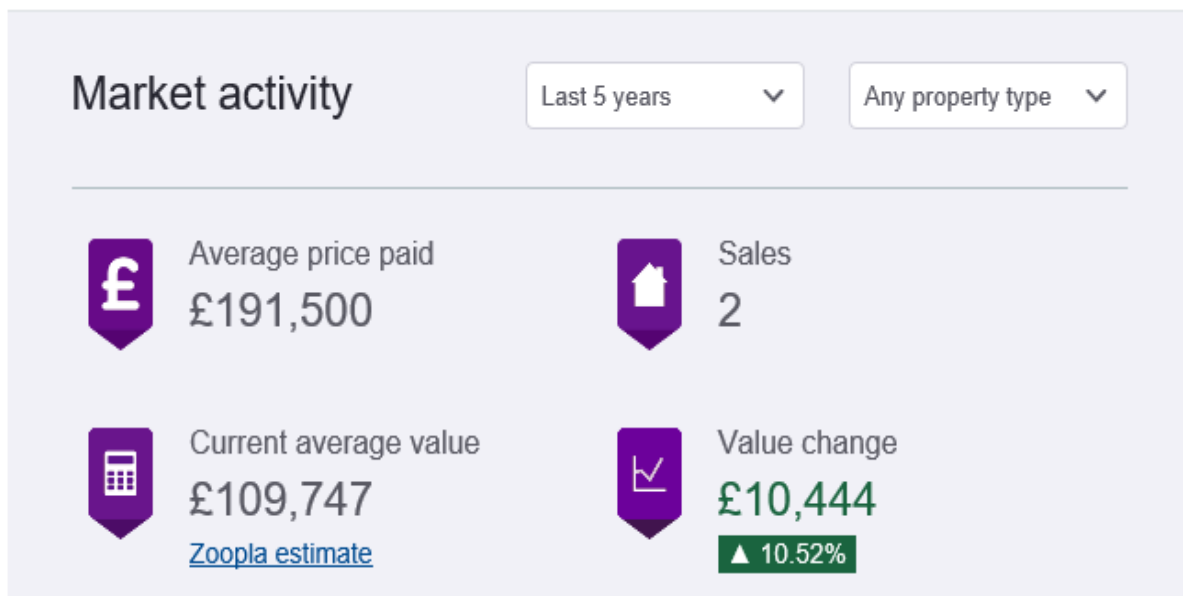 Market activity
Last 5 years
Any property type
£
Average price paid
£191,500
Sales
2
Current average value
£109,747
Zoopla estimate
Value change
£10,444
▲ 10.52%